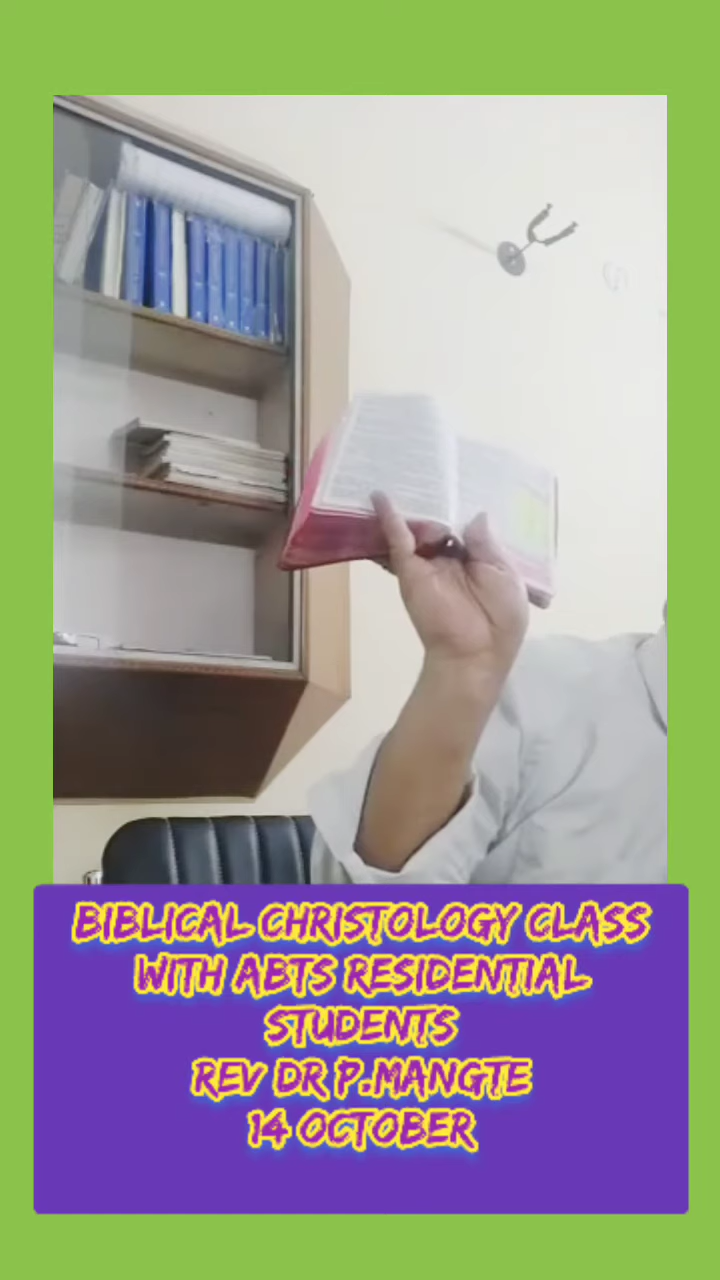 BIBLICAL CHRISTOLOGY CLASS
WITH ABTS RESIDENTIAL
STUDENTS
REV DR P.MANGTE
14 OCTOBER